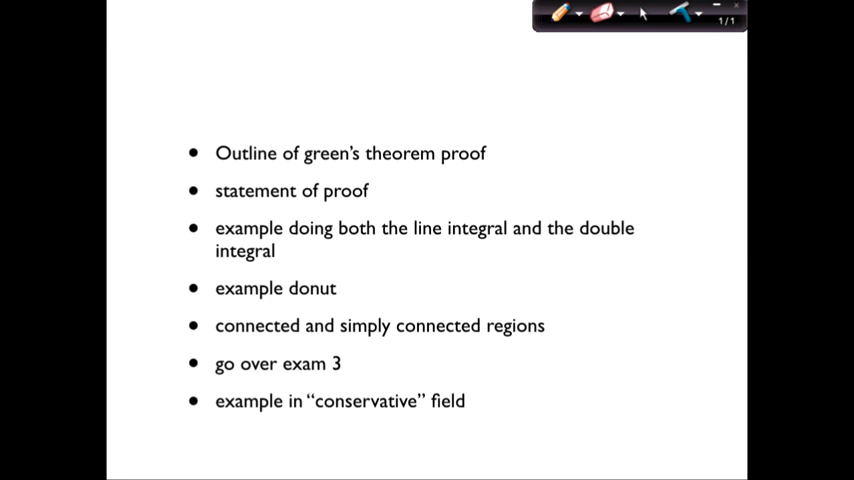 1/1
• Outline of green's theorem proof
• statement of proof
• example doing both the line integral and the double
integral
• example donut
• connected and simply connected regions
• go over exam 3
• example in “conservative” field